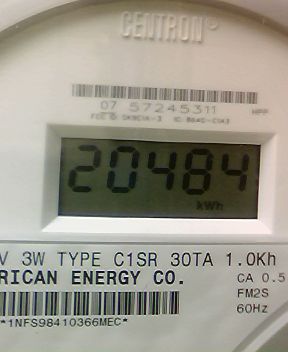 CENTRON®
07 57245311
20484
kWh
V 3W TYPE C1SR 30TA 1.0Kh
RICAN ENERGY CO.
CA 0.5
FM2S
60Hz
*1NFS98410366MEC*